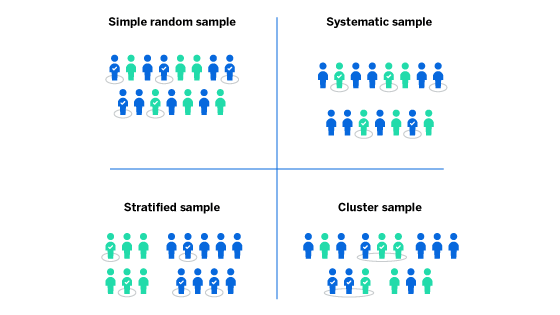 Simple random sample
Systematic sample
Stratified sample
Cluster sample